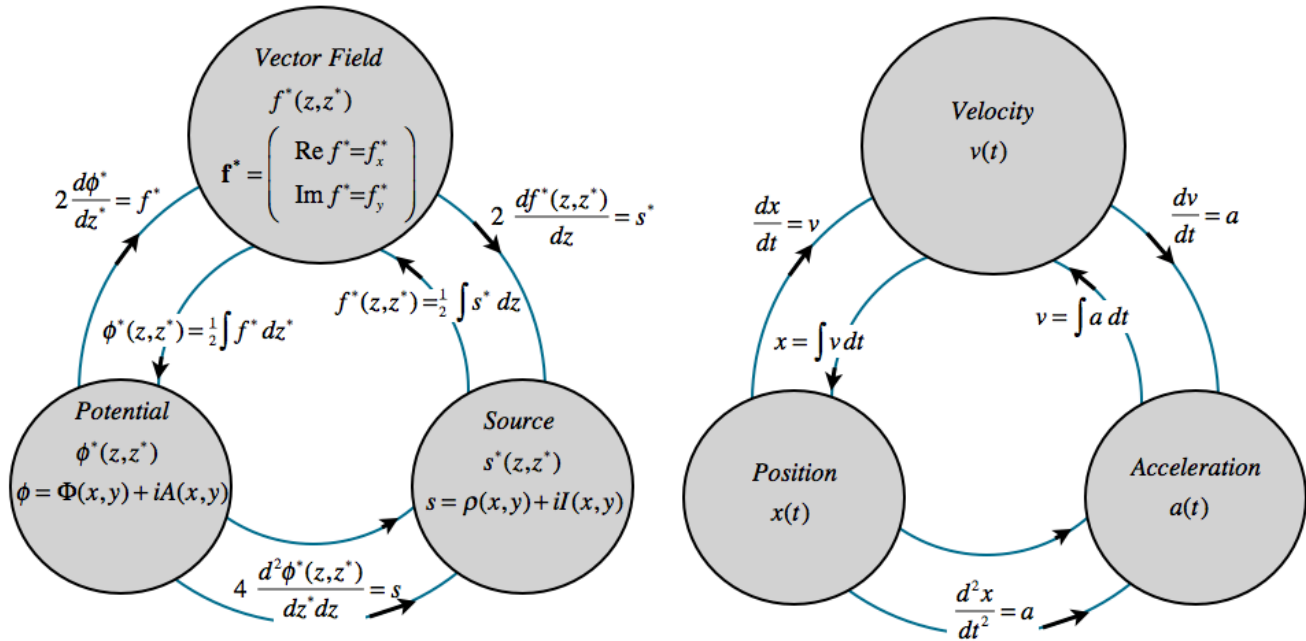 Vector Field
f*(z,z*)
𝐟* = ( Re f*=f*ₓ
Im f*=f*_y )
2 dφ*/dz* = f*
2 df*(z,z*)/dz = s*
φ*(z,z*) = ½∫f* dz*
f*(z,z*) = ½∫s* dz
Potential
φ*(z,z*)
φ = Φ(x,y)+iA(x,y)
Source
s*(z,z*)
s = ρ(x,y)+iI(x,y)
4 d²φ*(z,z*)/dz*dz = s
Velocity
v(t)
dx/dt = v
dv/dt = a
x = ∫v dt
v = ∫a dt
Position
x(t)
Acceleration
a(t)
d²x/dt² = a